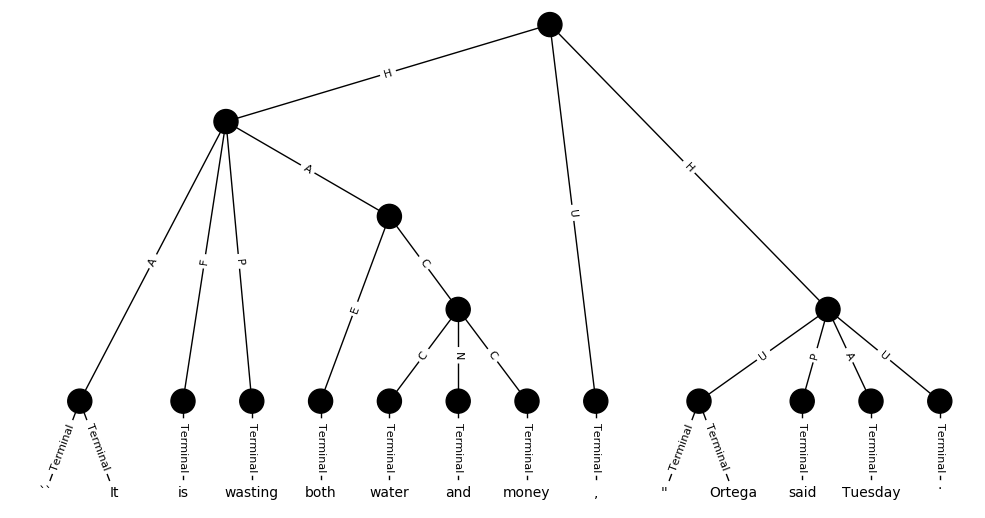 H
A
H
U
A
F
P
C
E
C
N
C
U
P
A
U
Terminal Terminal Terminal Terminal Terminal Terminal Terminal Terminal Terminal Terminal Terminal Terminal Terminal Terminal
'' It is wasting both water and money , " Ortega said Tuesday .